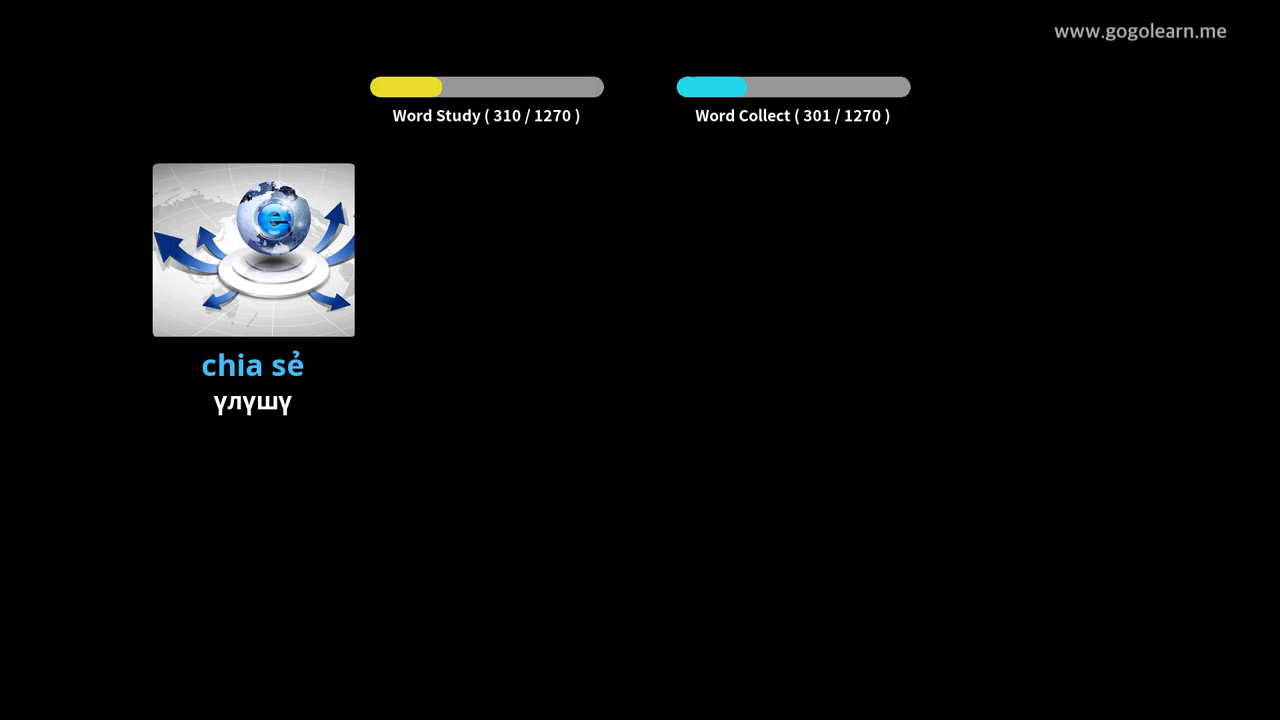 www.gogolearn.me
Word Study ( 310 / 1270 )
Word Collect ( 301 / 1270 )
e
chia sẻ
үлүшү